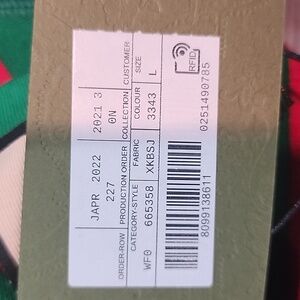 JAPR 2022 2021 3
227 ON
ORDER-ROW PRODUCTION ORDER COLLECTION CUSTOMER
CATEGORY-STYLE FABRIC COLOUR SIZE
WF0 665358 XKBSJ 3343 L
RFID
8099138611 0251490785